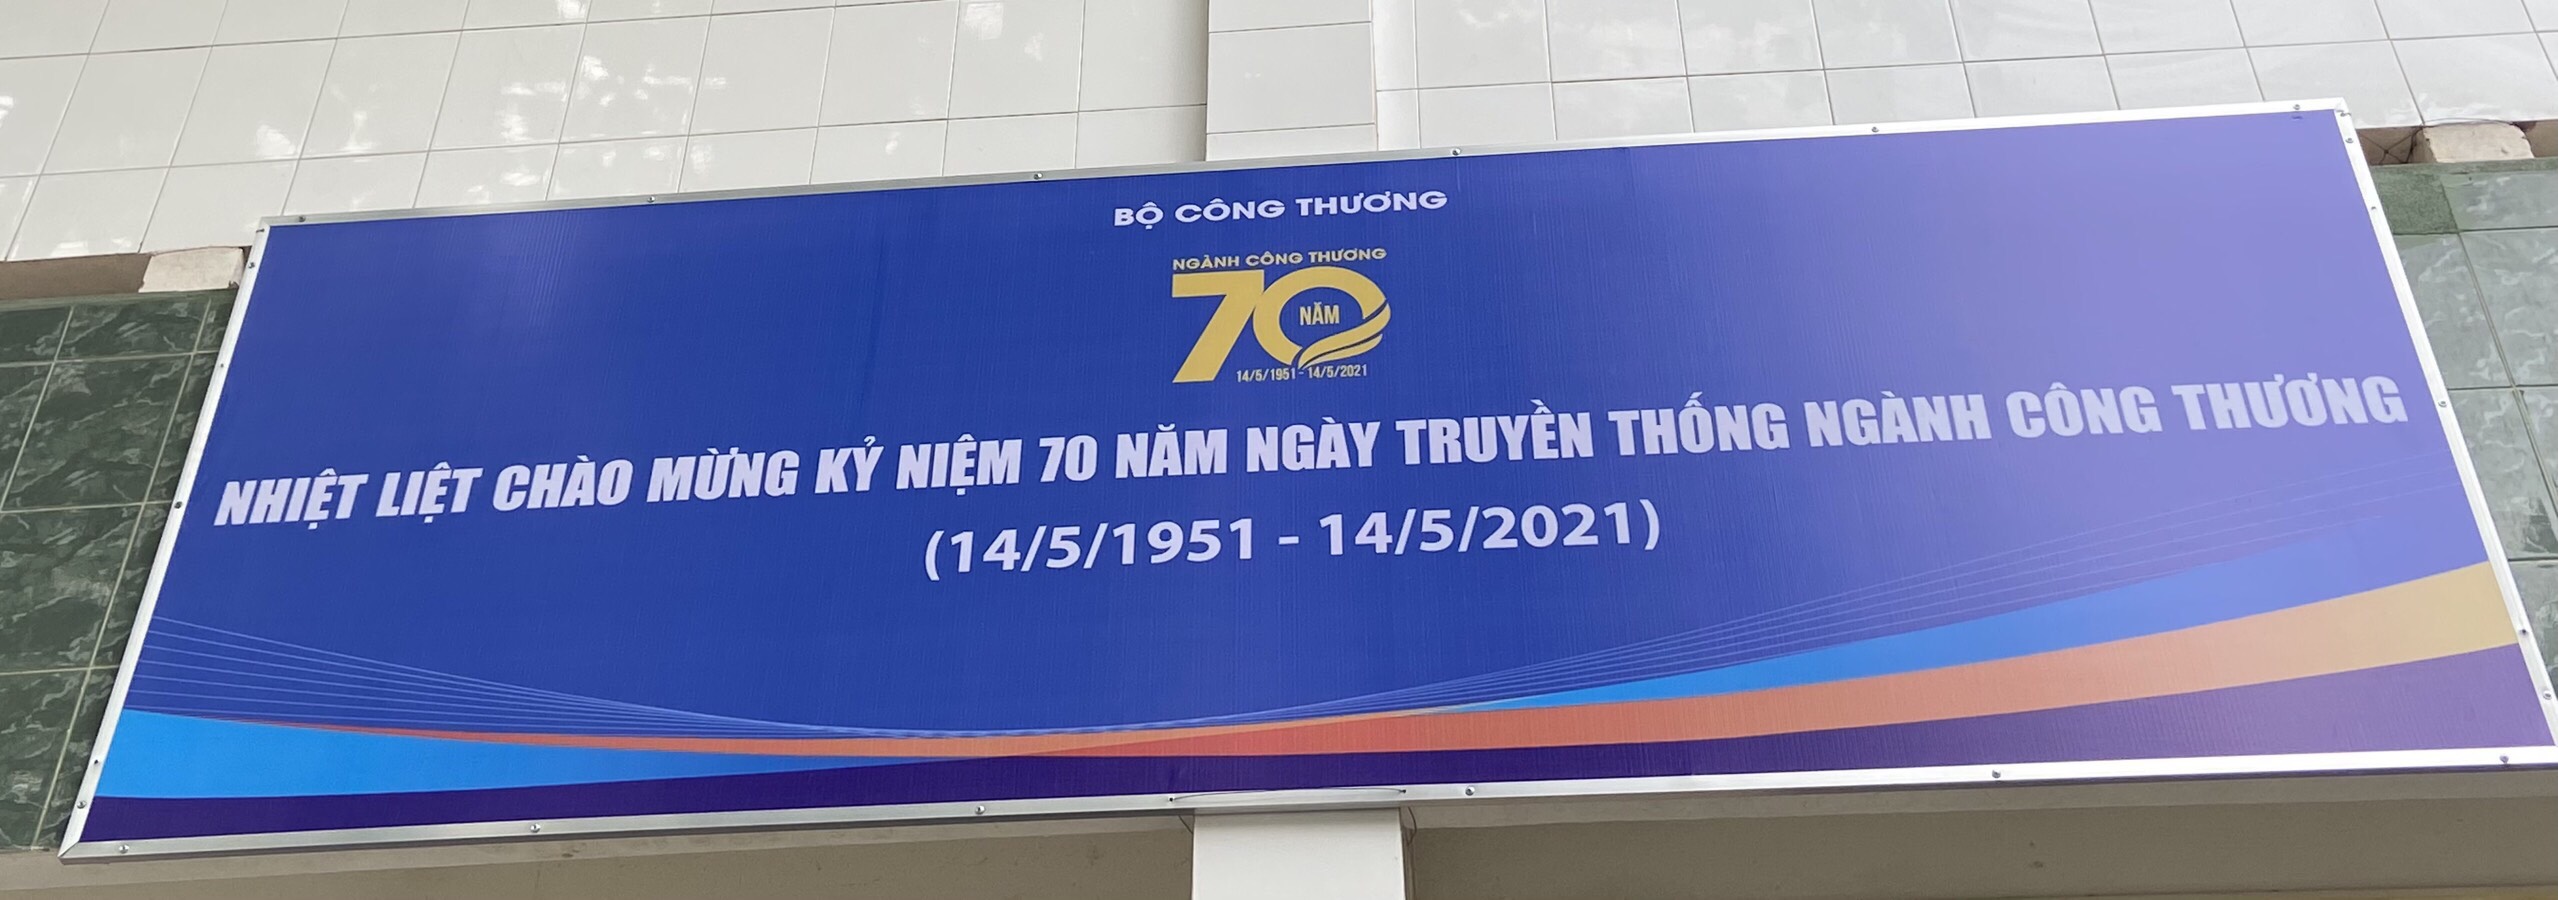 BỘ CÔNG THƯƠNG
NGÀNH CÔNG THƯƠNG
70
NĂM
14/5/1951 - 14/5/2021
NHIỆT LIỆT CHÀO MỪNG KỶ NIỆM 70 NĂM NGÀY TRUYỀN THỐNG NGÀNH CÔNG THƯƠNG
(14/5/1951 - 14/5/2021)